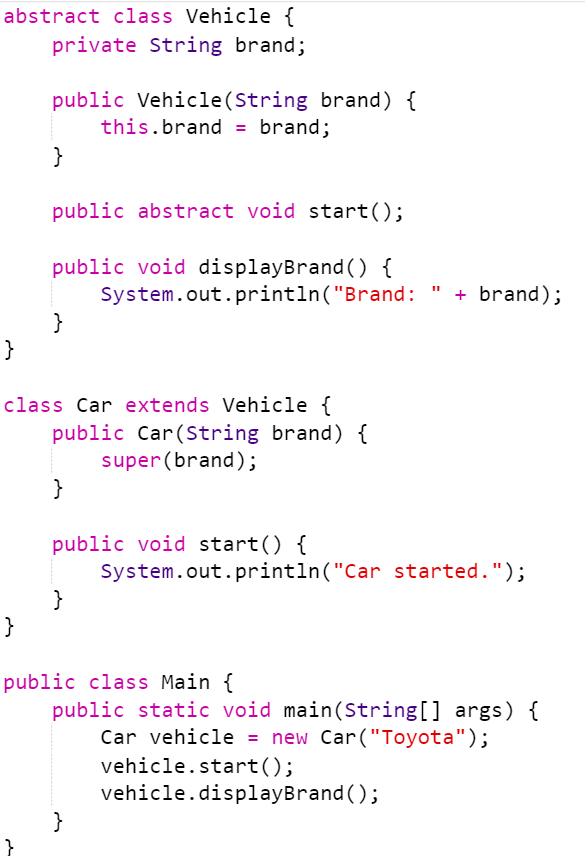 abstract class Vehicle {
    private String brand;

    public Vehicle(String brand) {
        this.brand = brand;
    }

    public abstract void start();

    public void displayBrand() {
        System.out.println("Brand: " + brand);
    }
}

class Car extends Vehicle {
    public Car(String brand) {
        super(brand);
    }

    public void start() {
        System.out.println("Car started.");
    }
}

public class Main {
    public static void main(String[] args) {
        Car vehicle = new Car("Toyota");
        vehicle.start();
        vehicle.displayBrand();
    }
}